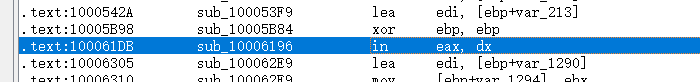 .text:1000542A sub_100053F9 lea edi, [ebp+var_213]
.text:10005B98 sub_10005B84 xor ebp, ebp
.text:100061DB sub_10006196 in eax, dx
.text:10006305 sub_100062E9 lea edi, [ebp+var_1290]
.text:10006310 sub_100062E9 mov [ebp+var_1294], ebx